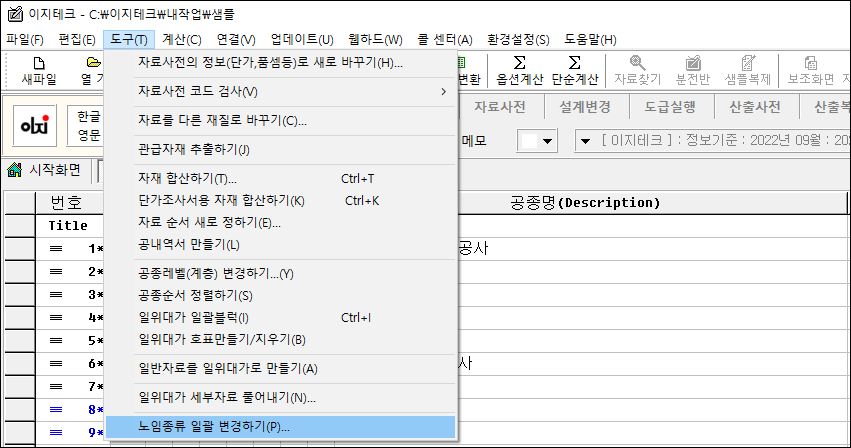 이지테크 - C:\이지테크\내작업\샘플
파일(F) 편집(E) 도구(T) 계산(C) 연결(V) 업데이트(U) 웹하드(W) 콜 센터(A) 환경설정(S) 도움말(H)
새파일 열 변환 옵션계산 단순계산 자료찾기 분전반 샘플복제 보조화면
자료사전 설계변경 도급실행 산출사전 산출
이지 한글
영문 메모 [ 이지테크 ] : 정보기준 : 2022년 09월 : 20
시작화면
번호 공종명(Description)
Title
1* 공사
2*
3*
4*
5*
6* 사
7*
8*
9*
자료사전의 정보(단가,품셈등)로 새로 바꾸기(H)...
자료사전 코드 검사(V)
자료를 다른 재질로 바꾸기(C)...
관급자재 추출하기(J)
자재 합산하기(T)... Ctrl+T
단가조사서용 자재 합산하기(K) Ctrl+K
자료 순서 새로 정하기(E)...
공내역서 만들기(L)
공종레벨(계층) 변경하기...(Y)
공종순서 정렬하기(S)
일위대가 일괄블럭(I) Ctrl+I
일위대가 호표만들기/지우기(B)
일반자료를 일위대가로 만들기(A)
일위대가 세부자료 풀어내기(N)...
노임종류 일괄 변경하기(P)...